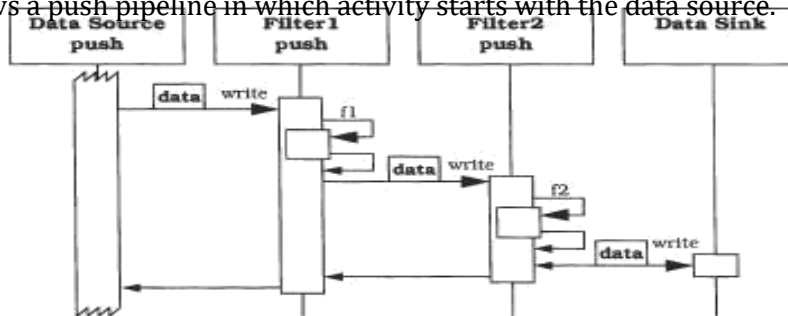 ws a push pipeline in which activity starts with the data source.
Data Source push
Filter1 push
Filter2 push
Data Sink
data write
f1
data write
f2
data write